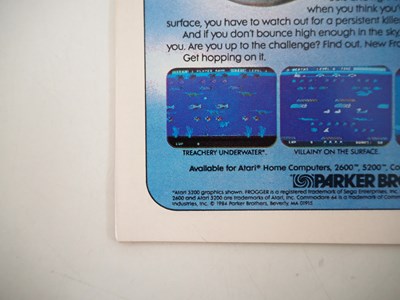 when you think you'
surface, you have to watch out for a persistent killer
And if you don't bounce high enough in the sky
you. Are you up to the challenge? Find out. New Fro
Get hopping on it.
TREACHERY UNDERWATER*.
VILLAINY ON THE SURFACE.
Available for Atari® Home Computers, 2600™, 5200™, Co
PARKER BRO
*Atari 5200 graphics shown. FROGGER is a registered trademark of Sega Enterprises, Inc.
2600 and Atari 5200 are trademarks of Atari, Inc. Commodore 64 is a trademark of Commod
Industries, Inc. © 1984 Parker Brothers, Beverly, MA 01915